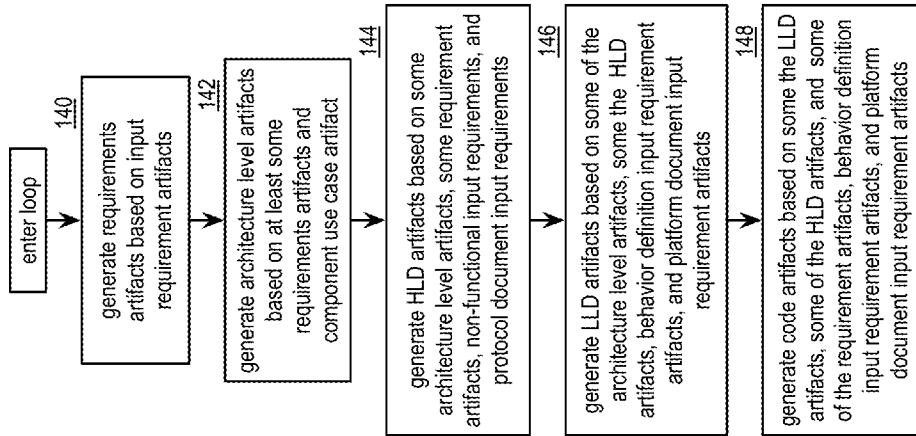 enter loop
140
generate requirements
artifacts based on input
requirement artifacts
142
generate architecture level artifacts
based on at least some
requirements artifacts and
component use case artifact
144
generate HLD artifacts based on some
architecture level artifacts, some requirement
artifacts, non-functional input requirements, and
protocol document input requirements
146
generate LLD artifacts based on some of the
architecture level artifacts, some the HLD
artifacts, behavior definition input requirement
artifacts, and platform document input
requirement artifacts
148
generate code artifacts based on some the LLD
artifacts, some of the HLD artifacts, and some
of the requirement artifacts, behavior definition
input requirement artifacts, and platform
document input requirement artifacts